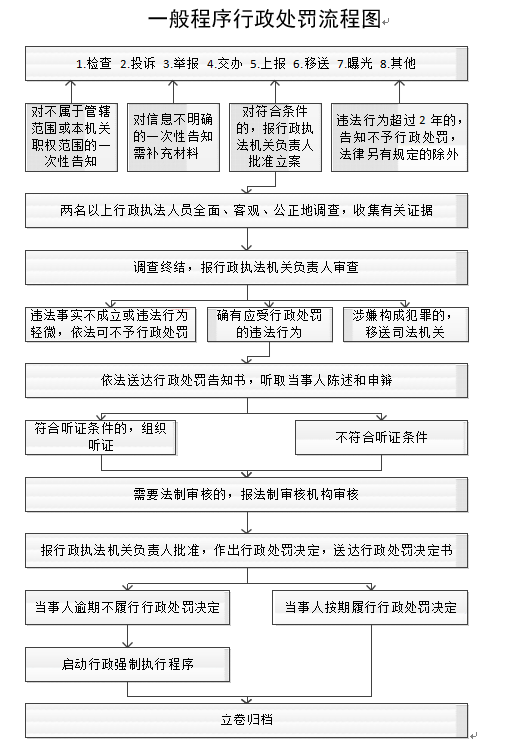 一般程序行政处罚流程图
1.检查 2.投诉 3.举报 4.交办 5.上报 6.移送 7.曝光 8.其他
对不属于管辖
范围或本机关
职权范围的一
次性告知
对信息不明确
的一次性告知
需补充材料
对符合条件
的，报行政执
法机关负责人
批准立案
违法行为超过 2 年的，
告知不予行政处罚，
法律另有规定的除外
两名以上行政执法人员全面、客观、公正地调查，收集有关证据
调查终结，报行政执法机关负责人审查
违法事实不成立或违法行为
轻微，依法可不予行政处罚
确有应受行政处罚
的违法行为
涉嫌构成犯罪的，
移送司法机关
依法送达行政处罚告知书，听取当事人陈述和申辩
符合听证条件的，组织
听证
不符合听证条件
需要法制审核的，报法制审核机构审核
报行政执法机关负责人批准，作出行政处罚决定，送达行政处罚决定书
当事人逾期不履行行政处罚决定
当事人按期履行行政处罚决定
启动行政强制执行程序
立卷归档